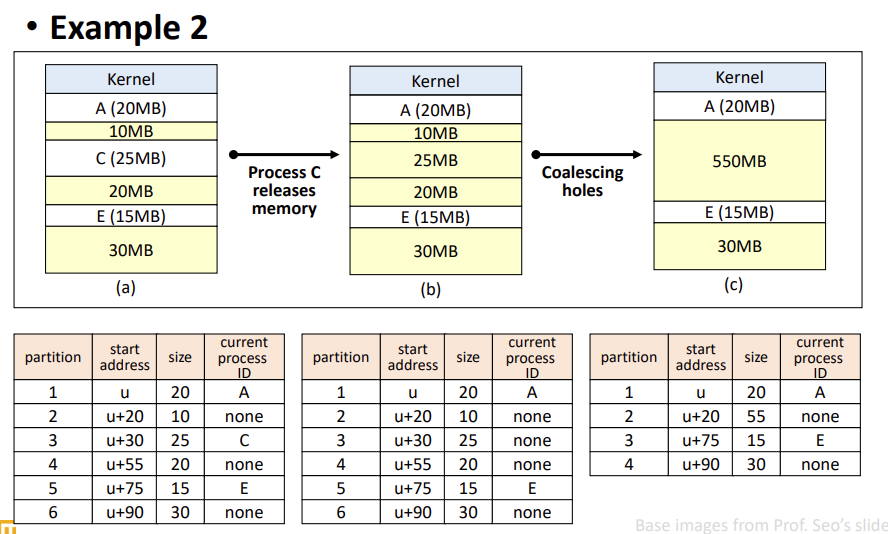 • Example 2
Kernel
A (20MB)
10MB
C (25MB)
20MB
E (15MB)
30MB
(a)
Process C
releases
memory
Kernel
A (20MB)
10MB
25MB
20MB
E (15MB)
30MB
(b)
Coalescing
holes
Kernel
A (20MB)
550MB
E (15MB)
30MB
(c)
partition start address size current process ID
1 u 20 A
2 u+20 10 none
3 u+30 25 C
4 u+55 20 none
5 u+75 15 E
6 u+90 30 none
partition start address size current process ID
1 u 20 A
2 u+20 10 none
3 u+30 25 none
4 u+55 20 none
5 u+75 15 E
6 u+90 30 none
partition start address size current process ID
1 u 20 A
2 u+20 55 none
3 u+75 15 E
4 u+90 30 none
Base images from Prof. Seo's slide